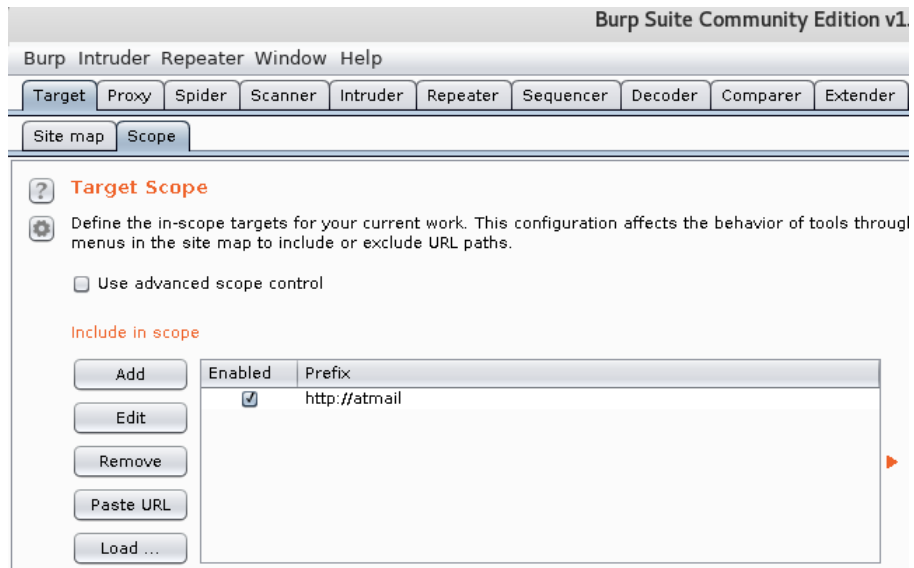 Burp Suite Community Edition v1.
Burp Intruder Repeater Window Help
Target Proxy Spider Scanner Intruder Repeater Sequencer Decoder Comparer Extender
Site map Scope
? Target Scope
Define the in-scope targets for your current work. This configuration affects the behavior of tools throug
menus in the site map to include or exclude URL paths.
Use advanced scope control
Include in scope
Add Enabled Prefix
http://atmail
Edit
Remove
Paste URL
Load ...